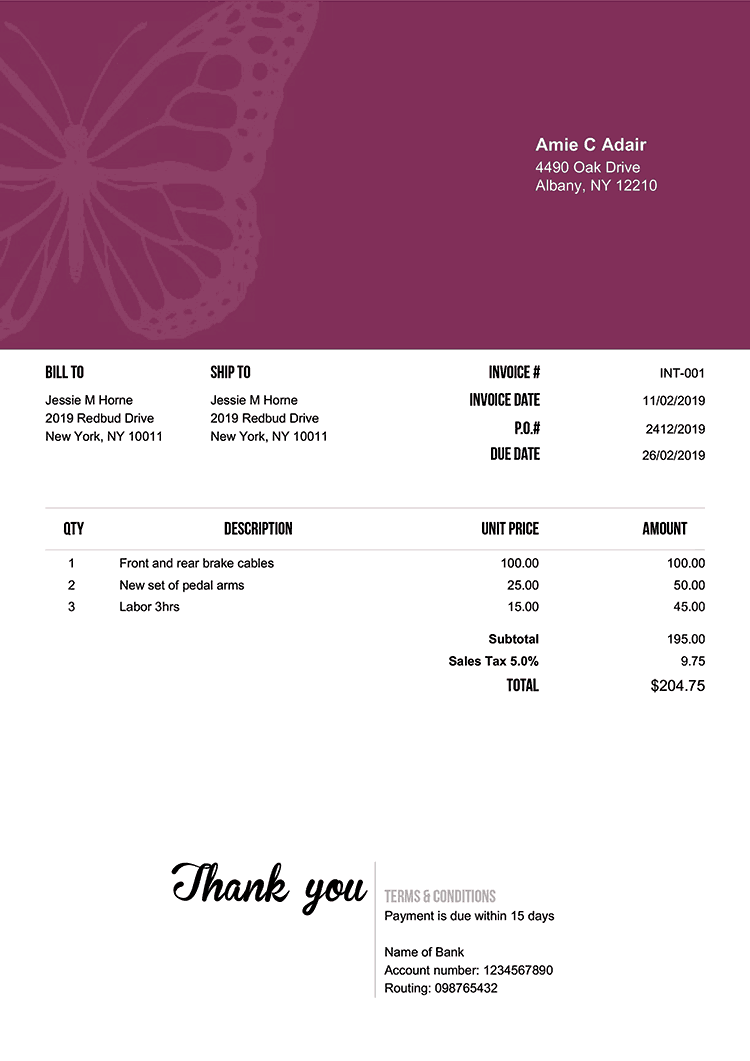 Amie C Adair
4490 Oak Drive
Albany, NY 12210
BILL TO
Jessie M Horne
2019 Redbud Drive
New York, NY 10011
SHIP TO
Jessie M Horne
2019 Redbud Drive
New York, NY 10011
INVOICE # INT-001
INVOICE DATE 11/02/2019
P.O.# 2412/2019
DUE DATE 26/02/2019
QTY DESCRIPTION UNIT PRICE AMOUNT
1 Front and rear brake cables 100.00 100.00
2 New set of pedal arms 25.00 50.00
3 Labor 3hrs 15.00 45.00
Subtotal 195.00
Sales Tax 5.0% 9.75
TOTAL $204.75
Thank you
TERMS & CONDITIONS
Payment is due within 15 days
Name of Bank
Account number: 1234567890
Routing: 098765432